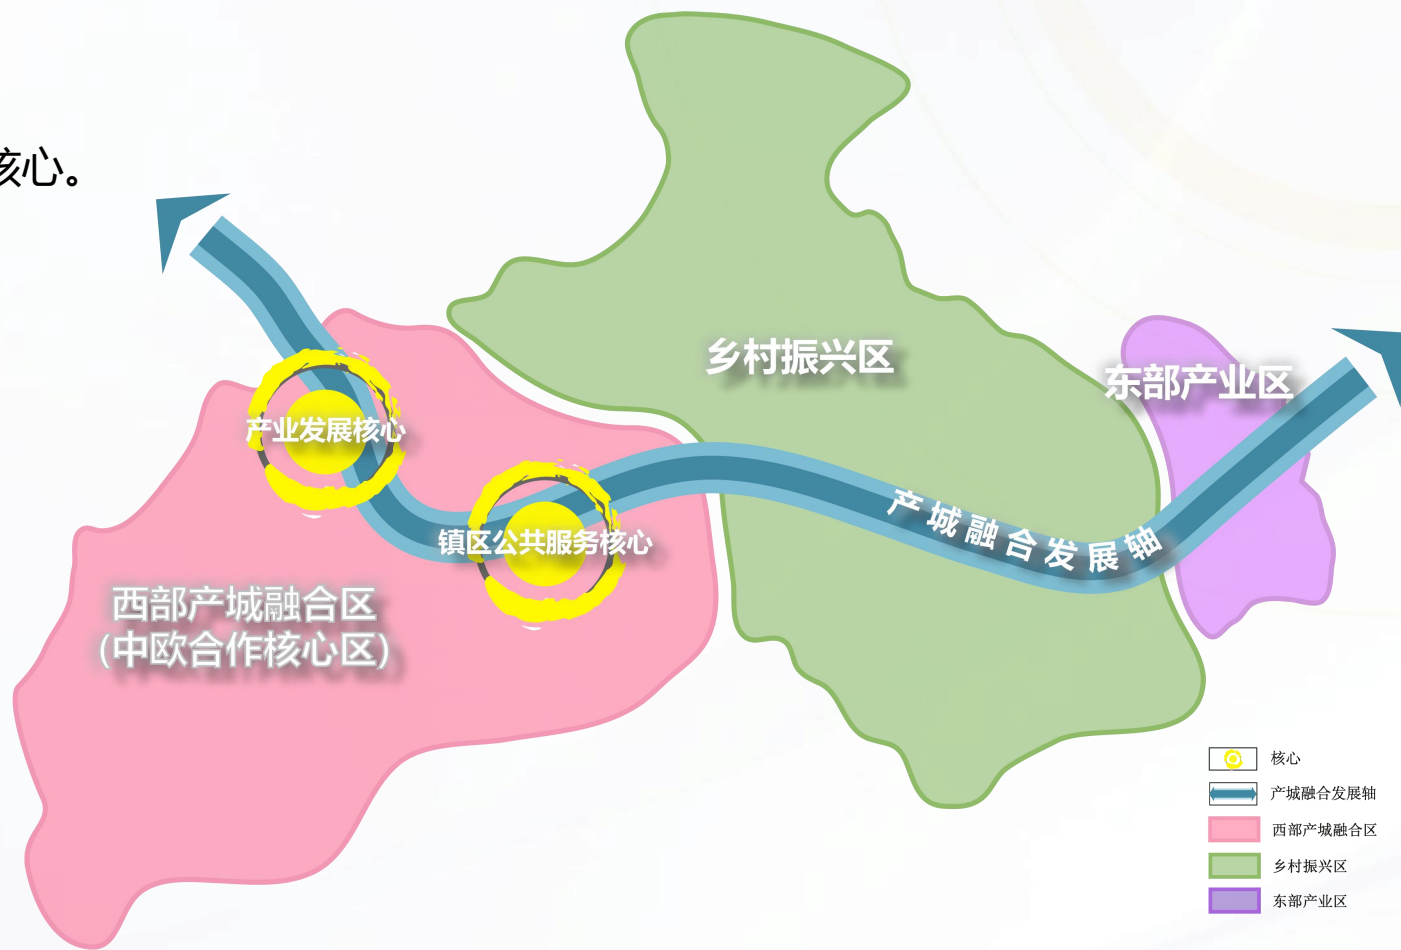 核心。
乡村振兴区
东部产业区
产业发展核心
产城融合发展轴
镇区公共服务核心
西部产城融合区
(中欧合作核心区)
核心
产城融合发展轴
西部产城融合区
乡村振兴区
东部产业区